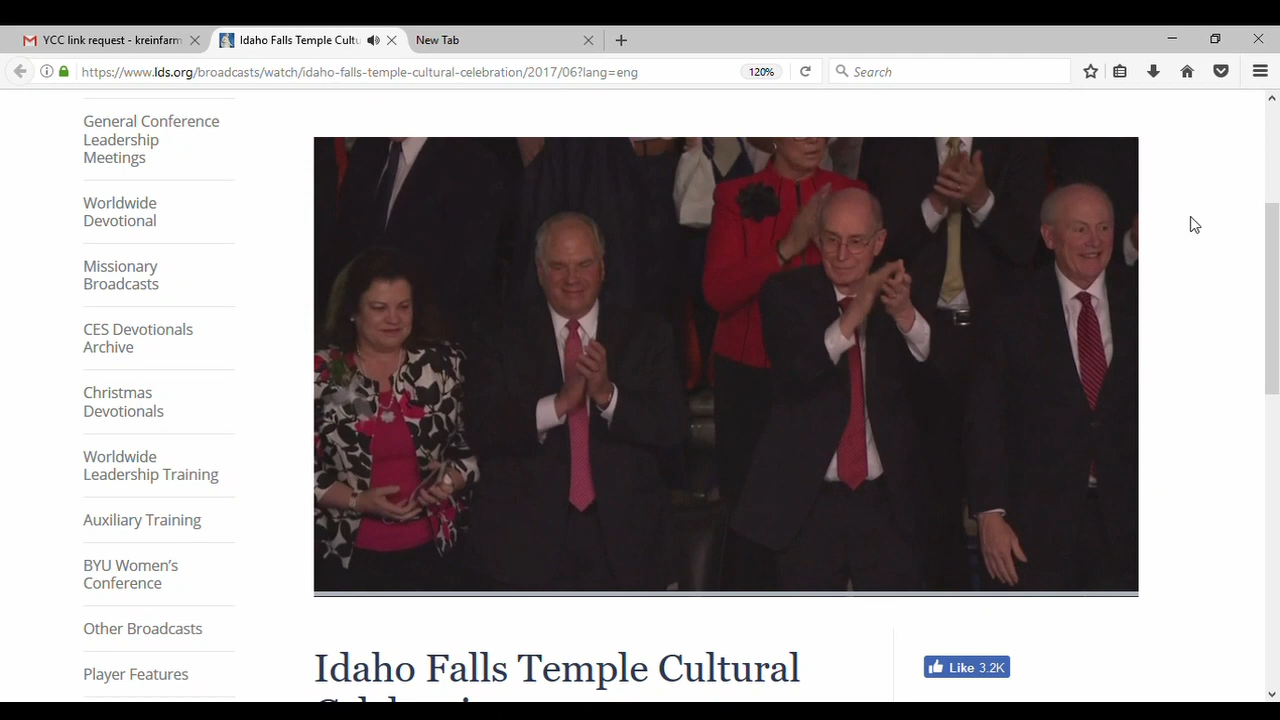 YCC link request - kreinfarm
Idaho Falls Temple Cultu
New Tab
https://www.lds.org/broadcasts/watch/idaho-falls-temple-cultural-celebration/2017/06?lang=eng
120%
Search
General Conference
Leadership
Meetings
Worldwide
Devotional
Missionary
Broadcasts
CES Devotionals
Archive
Christmas
Devotionals
Worldwide
Leadership Training
Auxiliary Training
BYU Women's
Conference
Other Broadcasts
Player Features
Idaho Falls Temple Cultural
Like 3.2K